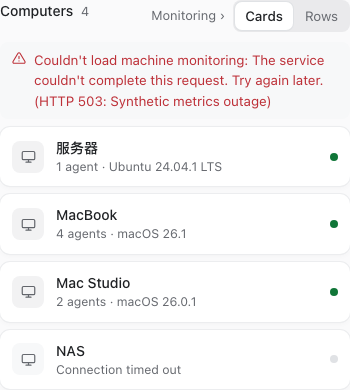 Computers 4
Monitoring ›
Cards
Rows
Couldn't load machine monitoring: The service
couldn't complete this request. Try again later.
(HTTP 503: Synthetic metrics outage)
服务器
1 agent · Ubuntu 24.04.1 LTS
MacBook
4 agents · macOS 26.1
Mac Studio
2 agents · macOS 26.0.1
NAS
Connection timed out